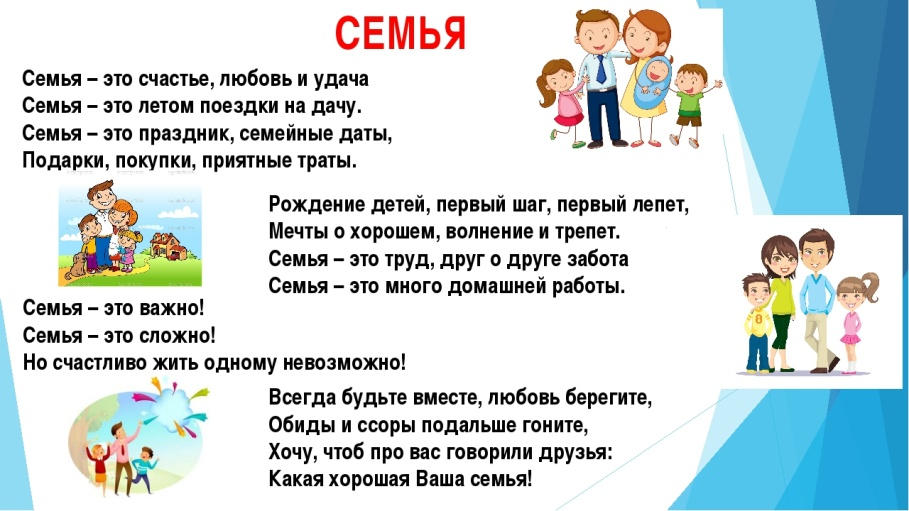 СЕМЬЯ
Семья – это счастье, любовь и удача
Семья – это летом поездки на дачу.
Семья – это праздник, семейные даты,
Подарки, покупки, приятные траты.
Рождение детей, первый шаг, первый лепет,
Мечты о хорошем, волнение и трепет.
Семья – это труд, друг о друге забота
Семья – это много домашней работы.
Семья – это важно!
Семья – это сложно!
Но счастливо жить одному невозможно!
Всегда будьте вместе, любовь берегите,
Обиды и ссоры подальше гоните,
Хочу, чтоб про вас говорили друзья:
Какая хорошая Ваша семья!
8